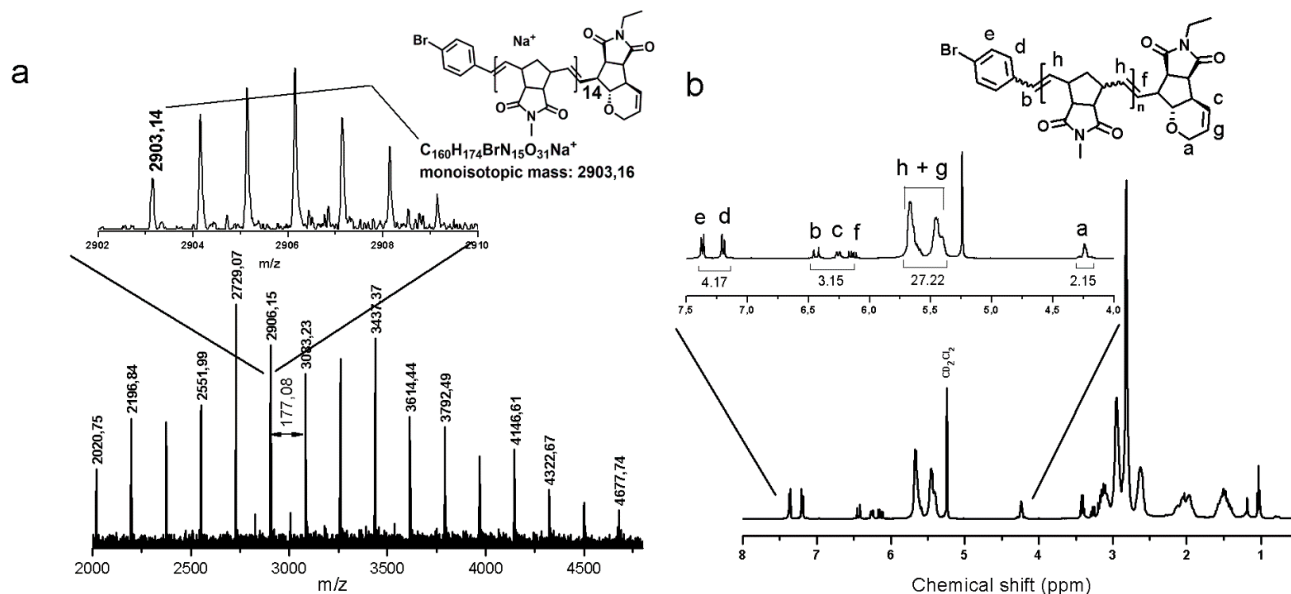 a
Br
Na⁺
14
O
N
O
O
N
O
O
2903,14
C₁₆₀H₁₇₄BrN₁₅O₃₁Na⁺
monoisotopic mass: 2903,16
2902
2904
2906
2908
2910
m/z
2020,75
2196,84
2551,99
2729,07
2906,15
3083,23
3437,37
3614,44
3792,49
4146,61
4322,67
4677,74
177,08
2000
2500
3000
3500
4000
4500
m/z
b
Br
e
d
b
h
h
f
n
O
N
O
O
N
O
O
c
g
a
e
d
b
c
f
h + g
a
4.17
3.15
27.22
2.15
7,5
7,0
6,5
6,0
5,5
5,0
4,5
4,0
CD₂Cl₂
8
7
6
5
4
3
2
1
Chemical shift (ppm)